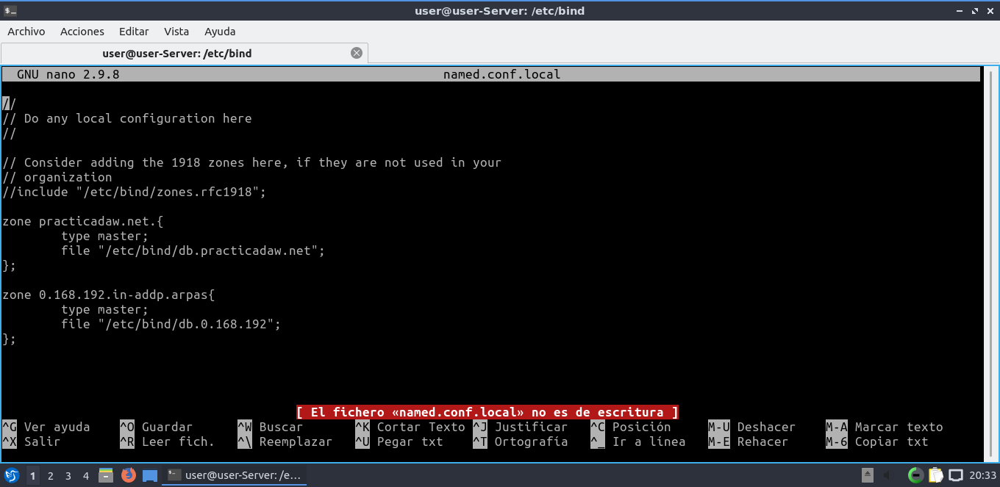 user@user-Server: /etc/bind
Archivo Acciones Editar Vista Ayuda
user@user-Server: /etc/bind
GNU nano 2.9.8 named.conf.local
//
// Do any local configuration here
//
// Consider adding the 1918 zones here, if they are not used in your
// organization
//include "/etc/bind/zones.rfc1918";
zone practicadaw.net.{
type master;
file "/etc/bind/db.practicadaw.net";
};
zone 0.168.192.in-addp.arpas{
type master;
file "/etc/bind/db.0.168.192";
};
[ El fichero «named.conf.local» no es de escritura ]
^G Ver ayuda ^O Guardar ^W Buscar ^K Cortar Texto ^J Justificar ^C Posición M-U Deshacer M-A Marcar texto
^X Salir ^R Leer fich. ^\ Reemplazar ^U Pegar txt ^T Ortografía ^_ Ir a línea M-E Rehacer M-6 Copiar txt
1 2 3 4 user@user-Server: /e... 20:33